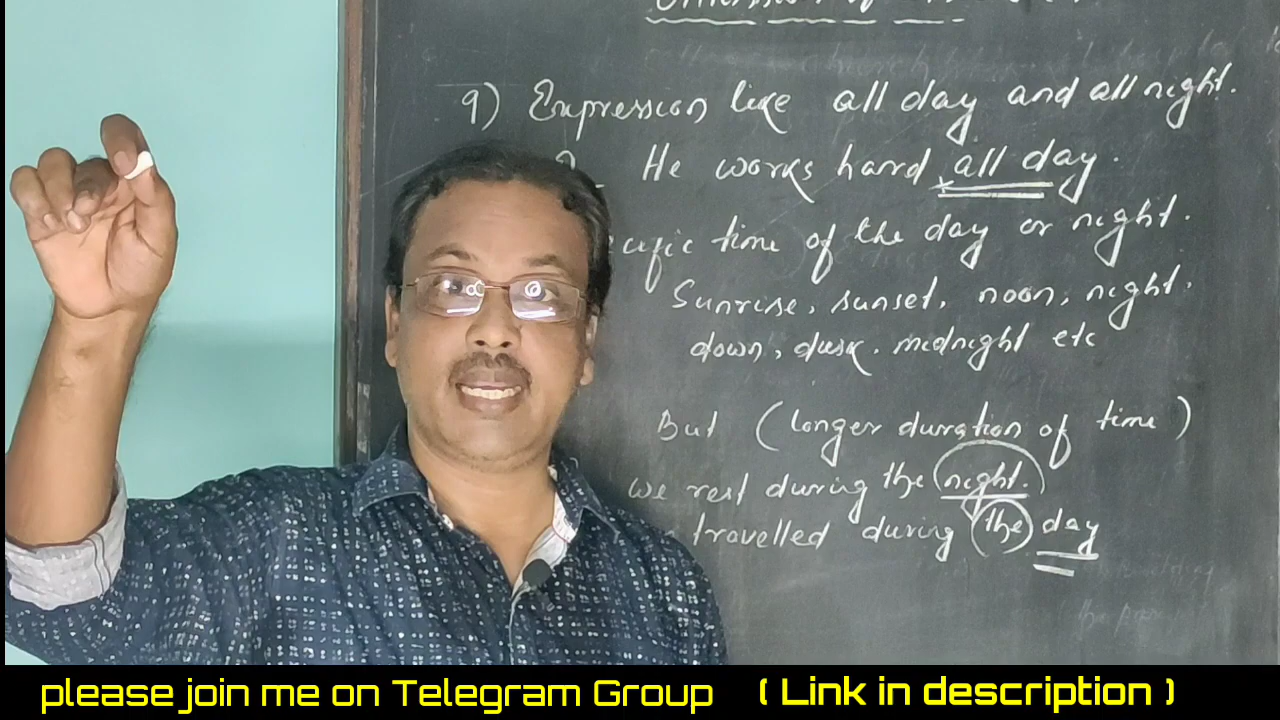 9) Expression like all day and all night.
He works hard all day.
time of the day or night.
Sunrise, sunset, noon, night.
down, dusk, midnight etc
But (longer duration of time)
we rest during the night.
travelled during the day
please join me on Telegram Group ( Link in description )